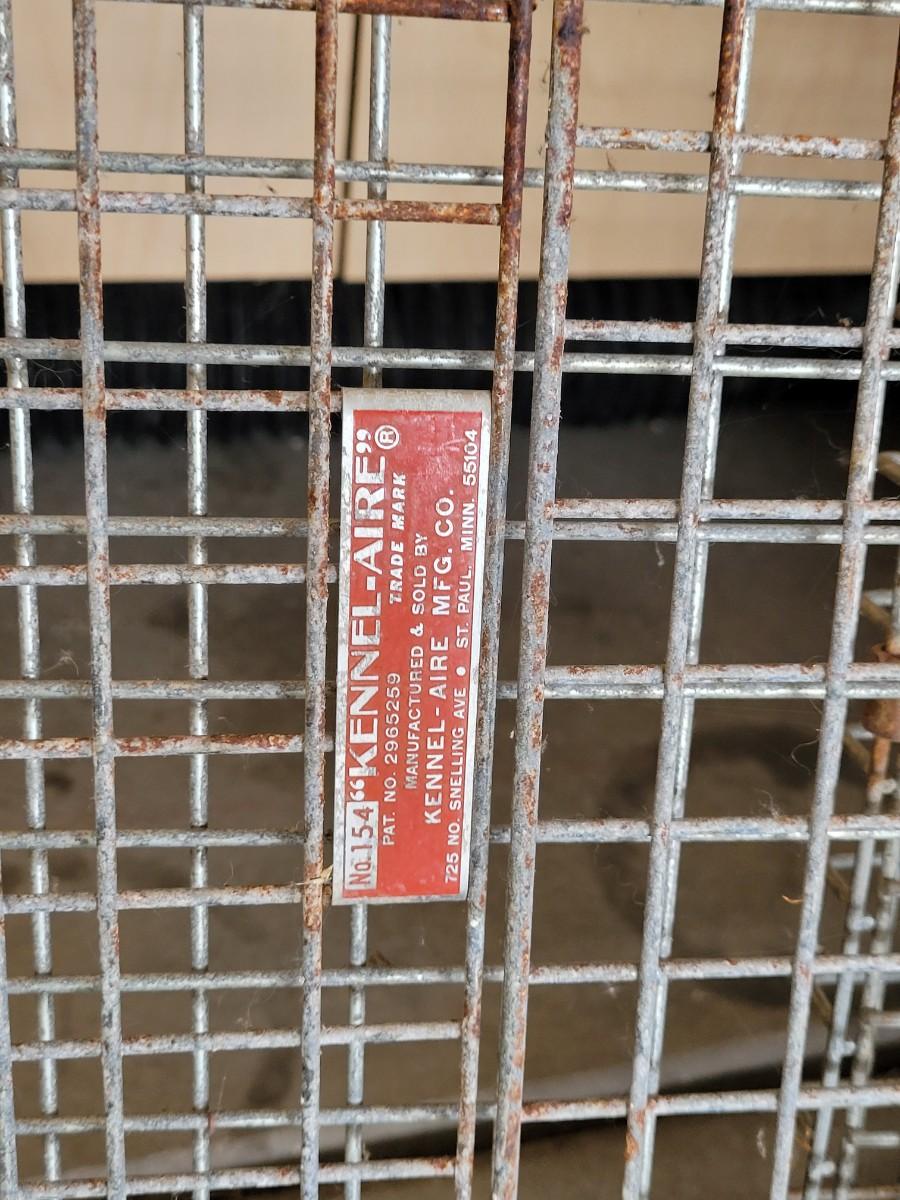 No.154 “KENNEL-AIRE”®
TRADE MARK
PAT. NO. 2965259
MANUFACTURED & SOLD BY
KENNEL-AIRE MFG. CO.
725 NO. SNELLING AVE • ST. PAUL, MINN. 55104